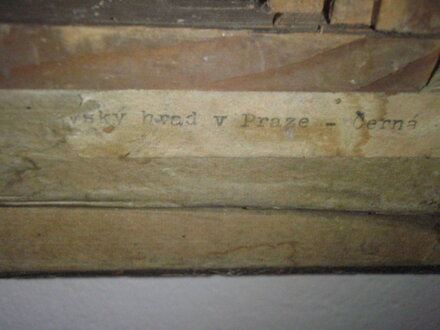 vský hrad v Praze - Černá